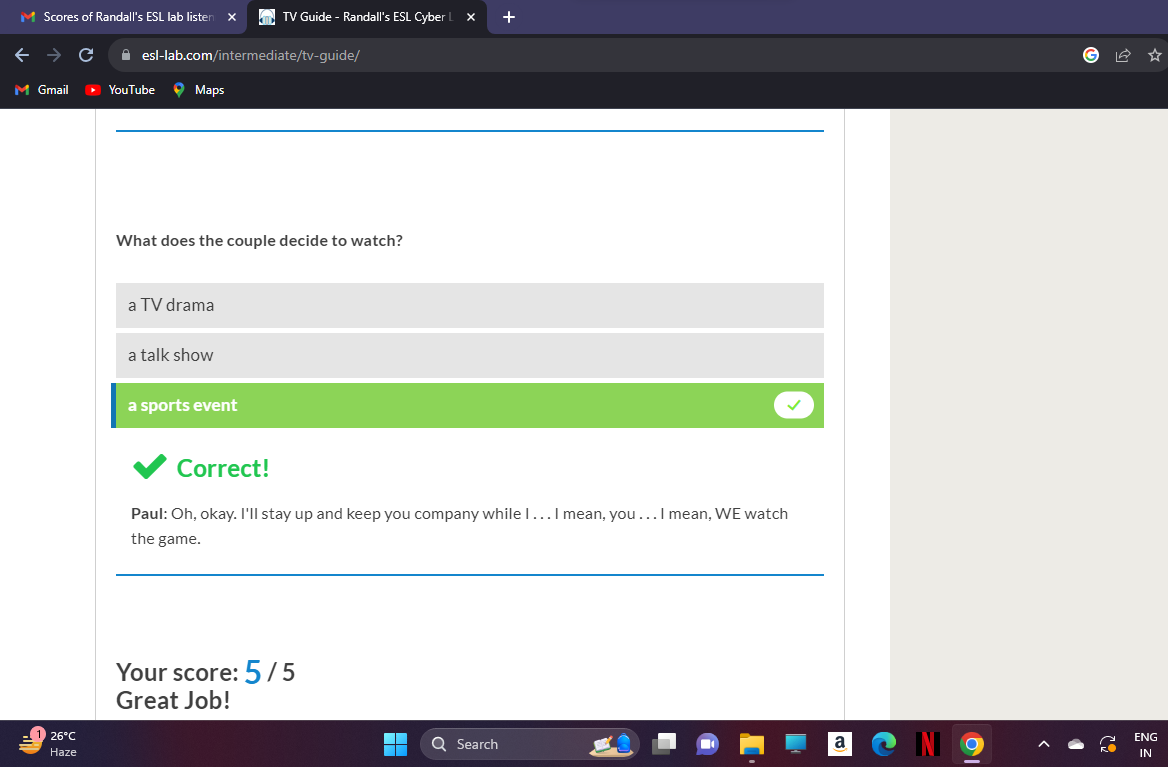 Scores of Randall's ESL lab listen
TV Guide - Randall's ESL Cyber L
esl-lab.com/intermediate/tv-guide/
Gmail YouTube Maps
What does the couple decide to watch?
a TV drama
a talk show
a sports event
Correct!
Paul: Oh, okay. I'll stay up and keep you company while I . . . I mean, you . . . I mean, WE watch
the game.
Your score: 5 / 5
Great Job!
1
26°C
Haze
Search
a
N
ENG
IN